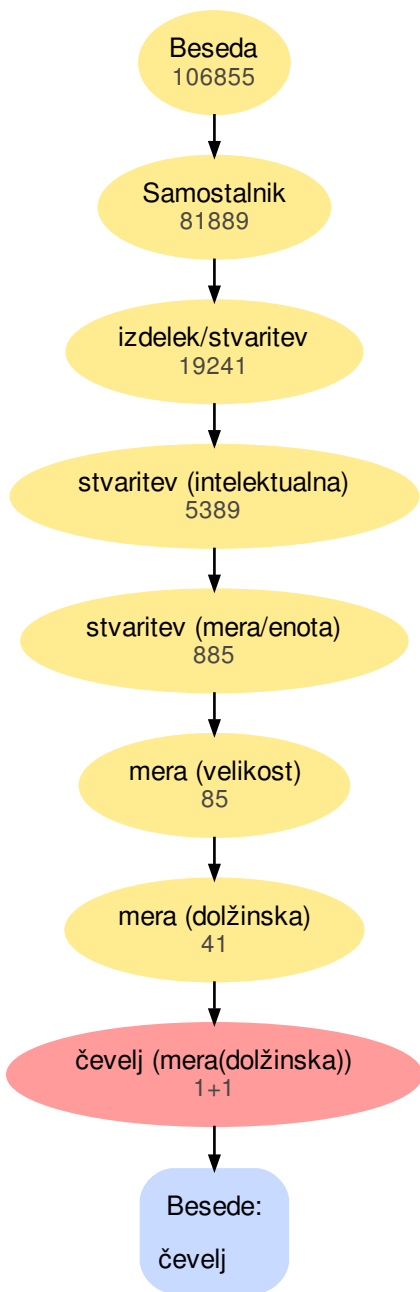 Beseda
106855
Samostalnik
81889
izdelek/stvaritev
19241
stvaritev (intelektualna)
5389
stvaritev (mera/enota)
885
mera (velikost)
85
mera (dolžinska)
41
čevelj (mera(dolžinska))
1+1
Besede:
čevelj